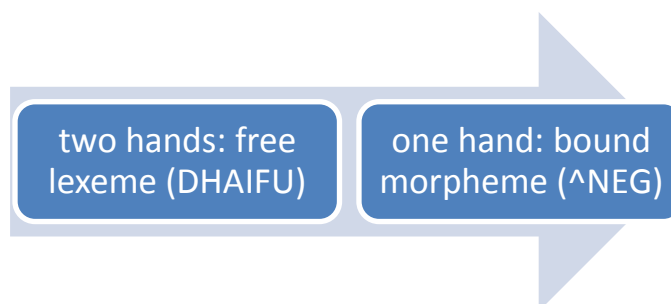 two hands: free
lexeme (DHAIFU)
one hand: bound
morpheme (^NEG)